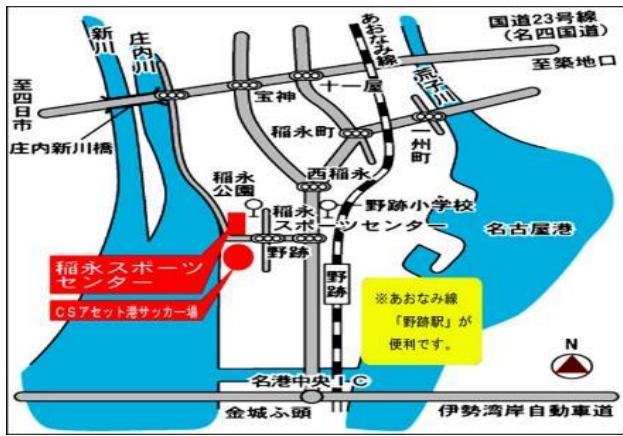 国道23号線
(名四国道)
至築地口
新川
庄内川
あおなみ線
荒子川
至四日市
宝神
十一屋
庄内新川橋
稲永町
一州町
西稲永
稲永
公園
野跡小学校
稲永
スポーツセンター
名古屋港
野跡
稲永スポーツ
センター
CSアセット港サッカー場
野跡
※あおなみ線
「野跡駅」が
便利です。
N
名港中央IC
金城ふ頭
伊勢湾岸自動車道